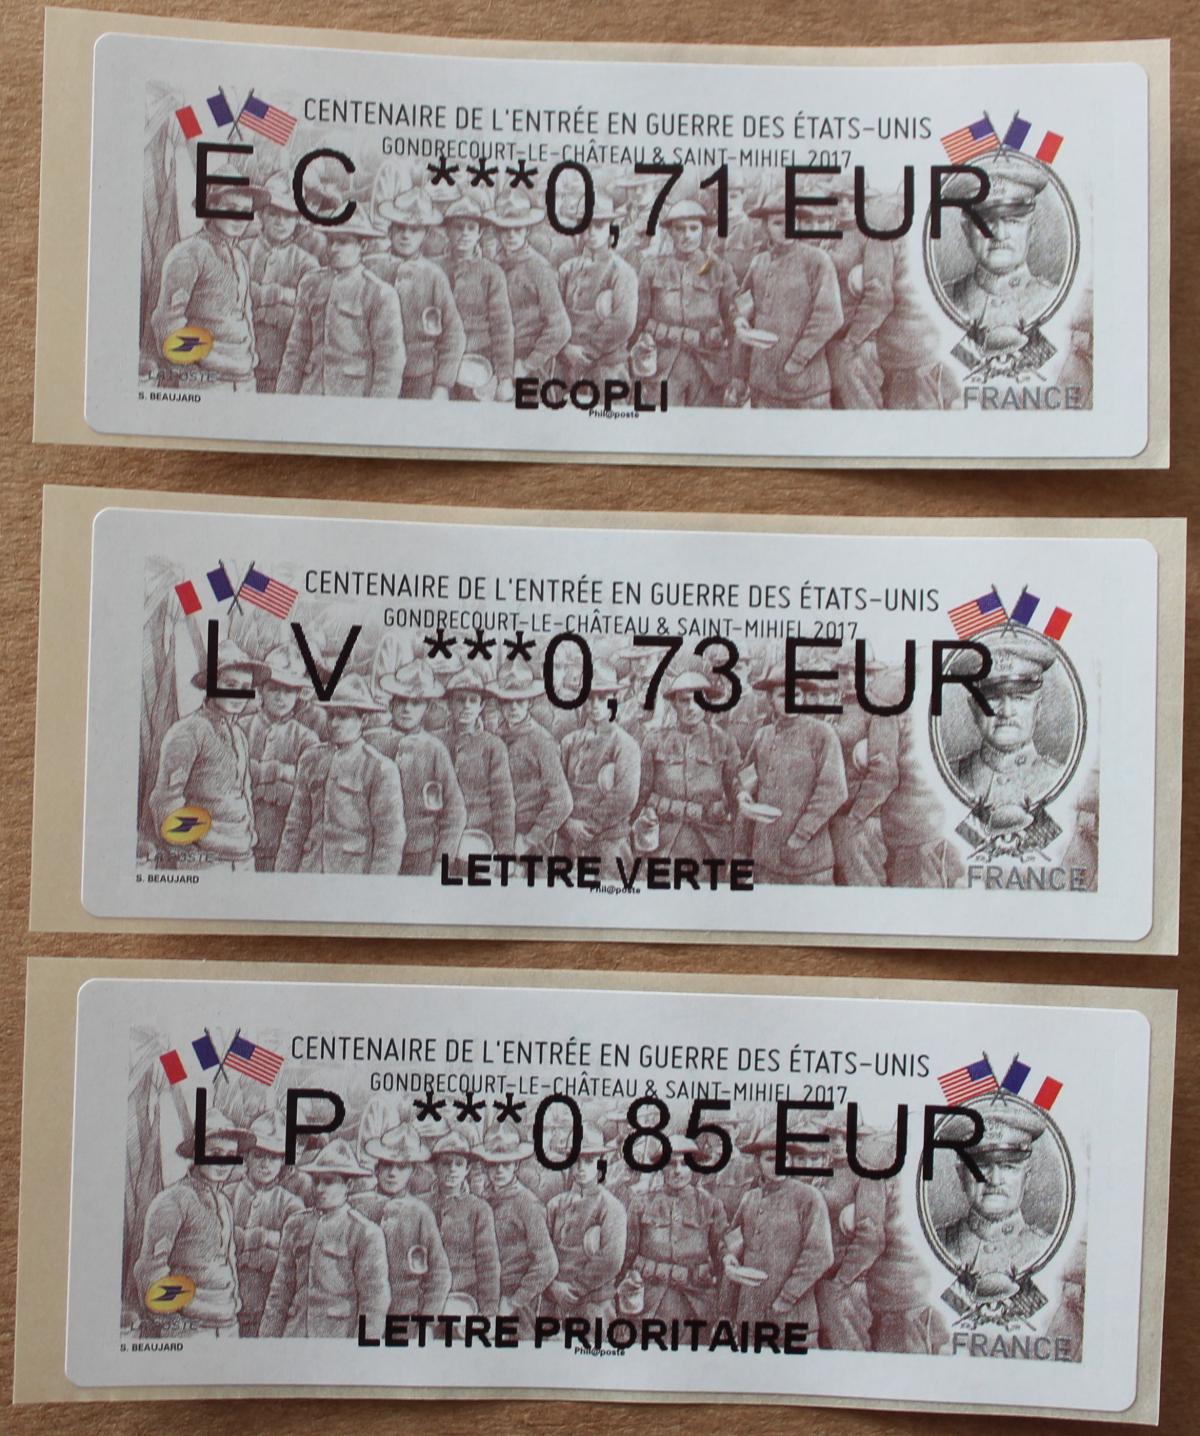 CENTENAIRE DE L'ENTRÉE EN GUERRE DES ÉTATS-UNIS
GONDRECOURT-LE-CHÂTEAU & SAINT-MIHIEL 2017
E C ***0,71 EUR
LA POSTE
ECOPLI
FRANCE
S. BEAUJARD
Phil@poste
CENTENAIRE DE L'ENTRÉE EN GUERRE DES ÉTATS-UNIS
GONDRECOURT-LE-CHÂTEAU & SAINT-MIHIEL 2017
L V ***0,73 EUR
LA POSTE
LETTRE VERTE
FRANCE
S. BEAUJARD
Phil@poste
CENTENAIRE DE L'ENTRÉE EN GUERRE DES ÉTATS-UNIS
GONDRECOURT-LE-CHÂTEAU & SAINT-MIHIEL 2017
L P ***0,85 EUR
LA POSTE
LETTRE PRIORITAIRE
FRANCE
S. BEAUJARD
Phil@poste